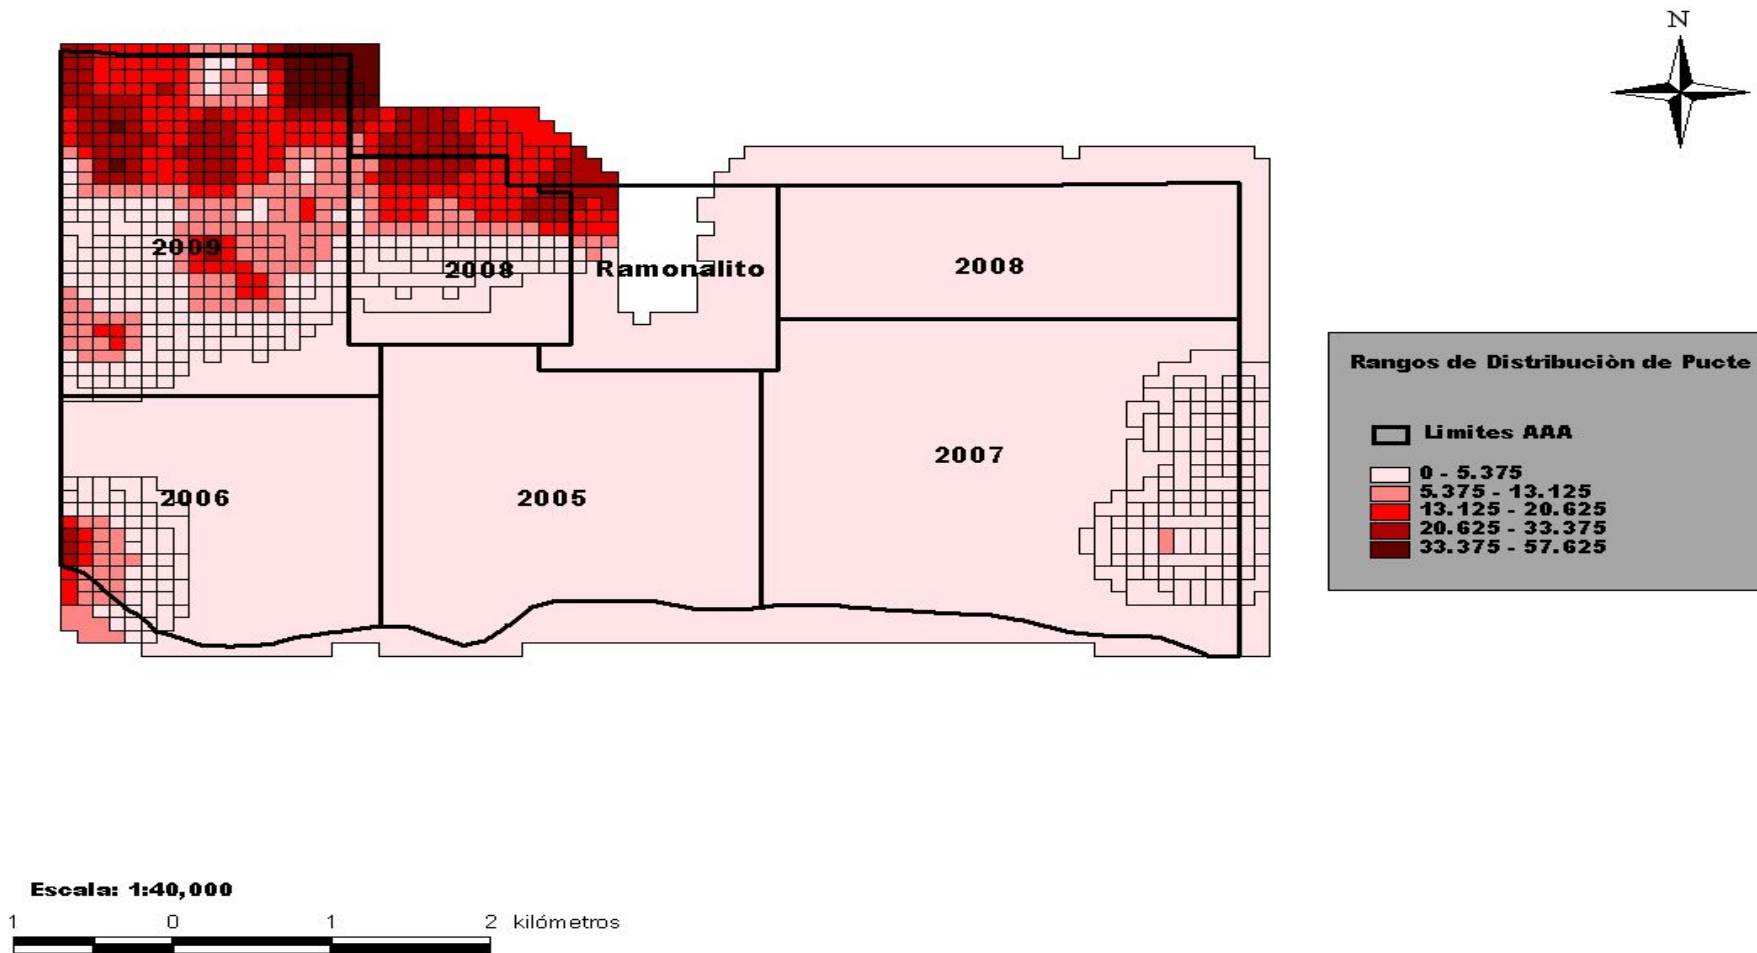 N
2009
2008
Ramonalito
2008
2006
2005
2007
Rangos de Distribuciòn de Pucte
Limites AAA
0 - 5.375
5.375 - 13.125
13.125 - 20.625
20.625 - 33.375
33.375 - 57.625
Escala: 1:40,000
1 0 1 2 kilómetros